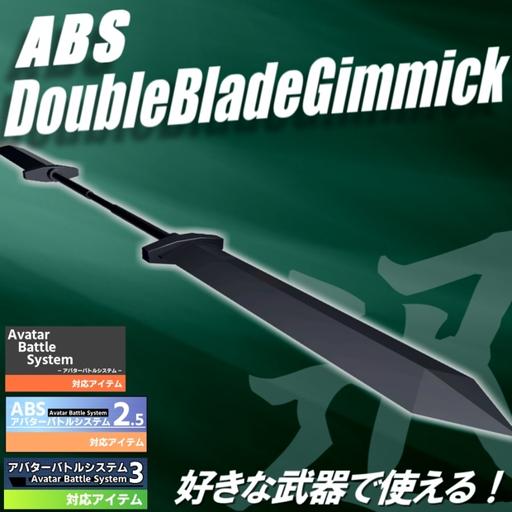 ABS
DoubleBladeGimmick
Avatar
Battle
System
- アバターバトルシステム -
対応アイテム
ABS Avatar Battle System 2.5
アバターバトルシステム
対応アイテム
アバターバトルシステム 3
Avatar Battle System
対応アイテム
好きな武器で使える！